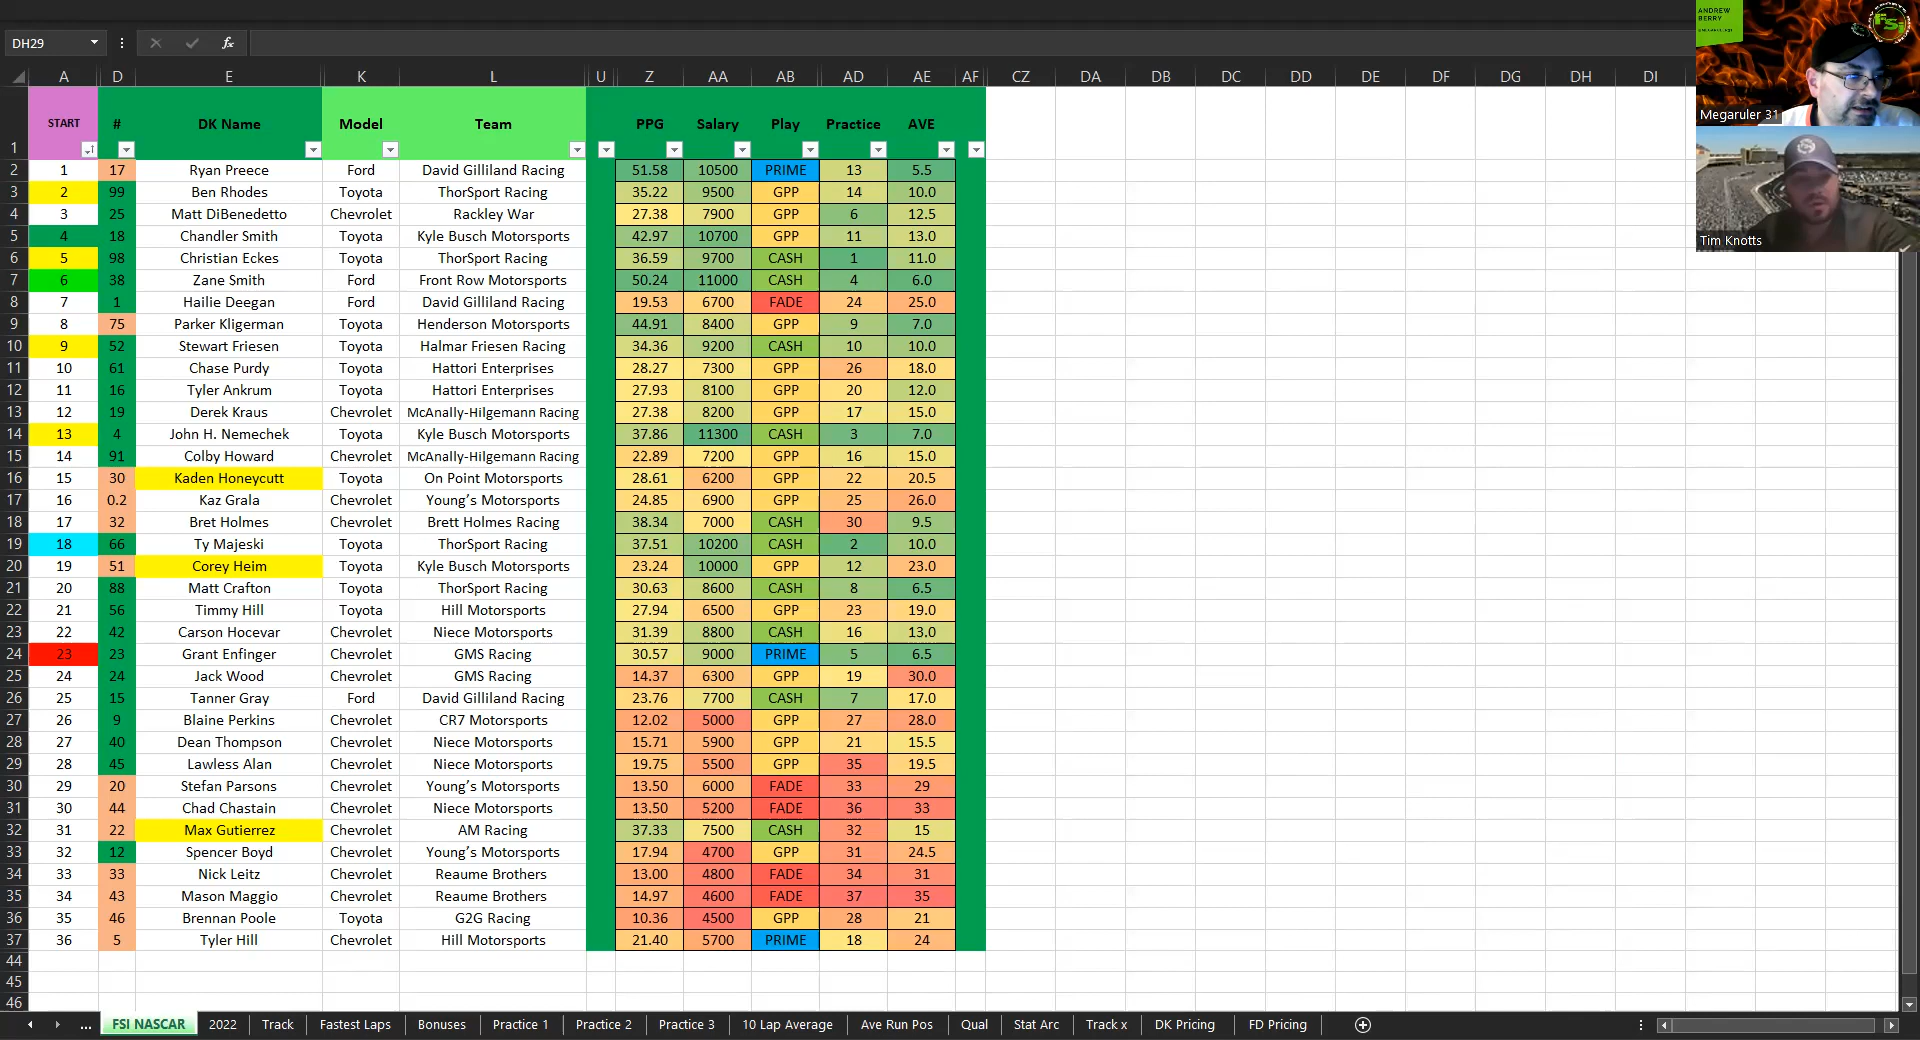 DH29 fx
A D E K L U Z AA AB AD AE AF CZ DA DB DC DD DE DF DG DH DI
1 START # DK Name Model Team PPG Salary Play Practice AVE
2 1 17 Ryan Preece Ford David Gilliland Racing 51.58 10500 PRIME 13 5.5
3 2 99 Ben Rhodes Toyota ThorSport Racing 35.22 9500 GPP 14 10.0
4 3 25 Matt DiBenedetto Chevrolet Rackley War 27.38 7900 GPP 6 12.5
5 4 18 Chandler Smith Toyota Kyle Busch Motorsports 42.97 10700 GPP 11 13.0
6 5 98 Christian Eckes Toyota ThorSport Racing 36.59 9700 CASH 1 11.0
7 6 38 Zane Smith Ford Front Row Motorsports 50.24 11000 CASH 4 6.0
8 7 1 Hailie Deegan Ford David Gilliland Racing 19.53 6700 FADE 24 25.0
9 8 75 Parker Kligerman Toyota Henderson Motorsports 44.91 8400 GPP 9 7.0
10 9 52 Stewart Friesen Toyota Halmar Friesen Racing 34.36 9200 CASH 10 10.0
11 10 61 Chase Purdy Toyota Hattori Enterprises 28.27 7300 GPP 26 18.0
12 11 16 Tyler Ankrum Toyota Hattori Enterprises 27.93 8100 GPP 20 12.0
13 12 19 Derek Kraus Chevrolet McAnally-Hilgemann Racing 27.38 8200 GPP 17 15.0
14 13 4 John H. Nemechek Toyota Kyle Busch Motorsports 37.86 11300 CASH 3 7.0
15 14 91 Colby Howard Chevrolet McAnally-Hilgemann Racing 22.89 7200 GPP 16 15.0
16 15 30 Kaden Honeycutt Toyota On Point Motorsports 28.61 6200 GPP 22 20.5
17 16 0.2 Kaz Grala Chevrolet Young’s Motorsports 24.85 6900 GPP 25 26.0
18 17 32 Bret Holmes Chevrolet Brett Holmes Racing 38.34 7000 CASH 30 9.5
19 18 66 Ty Majeski Toyota ThorSport Racing 37.51 10200 CASH 2 10.0
20 19 51 Corey Heim Toyota Kyle Busch Motorsports 23.24 10000 GPP 12 23.0
21 20 88 Matt Crafton Toyota ThorSport Racing 30.63 8600 CASH 8 6.5
22 21 56 Timmy Hill Toyota Hill Motorsports 27.94 6500 GPP 23 19.0
23 22 42 Carson Hocevar Chevrolet Niece Motorsports 31.39 8800 CASH 16 13.0
24 23 23 Grant Enfinger Chevrolet GMS Racing 30.57 9000 PRIME 5 6.5
25 24 24 Jack Wood Chevrolet GMS Racing 14.37 6300 GPP 19 30.0
26 25 15 Tanner Gray Ford David Gilliland Racing 23.76 7700 CASH 7 17.0
27 26 9 Blaine Perkins Chevrolet CR7 Motorsports 12.02 5000 GPP 27 28.0
28 27 40 Dean Thompson Chevrolet Niece Motorsports 15.71 5900 GPP 21 15.5
29 28 45 Lawless Alan Chevrolet Niece Motorsports 19.75 5500 GPP 35 19.5
30 29 20 Stefan Parsons Chevrolet Young’s Motorsports 13.50 6000 FADE 33 29
31 30 44 Chad Chastain Chevrolet Niece Motorsports 13.50 5200 FADE 36 33
32 31 22 Max Gutierrez Chevrolet AM Racing 37.33 7500 CASH 32 15
33 32 12 Spencer Boyd Chevrolet Young’s Motorsports 17.94 4700 GPP 31 24.5
34 33 33 Nick Leitz Chevrolet Reaume Brothers 13.00 4800 FADE 34 31
35 34 43 Mason Maggio Chevrolet Reaume Brothers 14.97 4600 FADE 37 35
36 35 46 Brennan Poole Toyota G2G Racing 10.36 4500 GPP 28 21
37 36 5 Tyler Hill Chevrolet Hill Motorsports 21.40 5700 PRIME 18 24
44
45
46
... FSI NASCAR 2022 Track Fastest Laps Bonuses Practice 1 Practice 2 Practice 3 10 Lap Average Ave Run Pos Qual Stat Arc Track x DK Pricing FD Pricing
ANDREW
BERRY
FSi
Megaruler 31
Tim Knotts